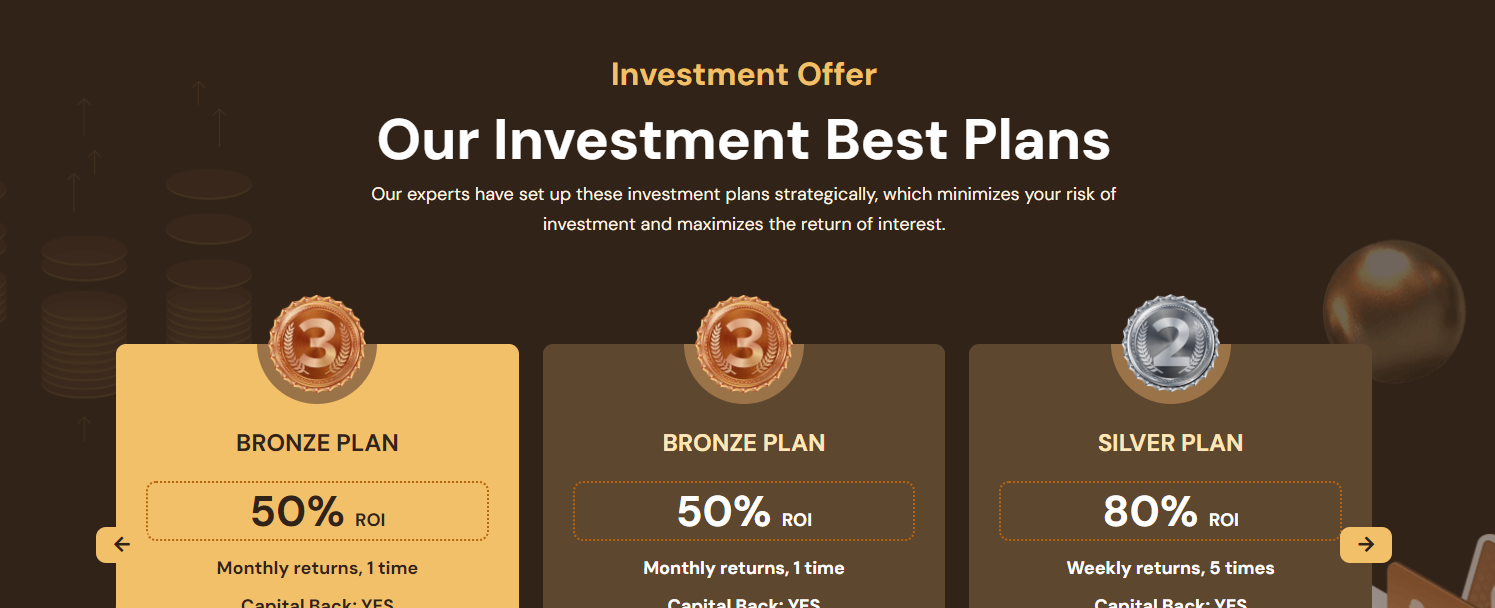 Investment Offer
Our Investment Best Plans
Our experts have set up these investment plans strategically, which minimizes your risk of
investment and maximizes the return of interest.
3
3
2
BRONZE PLAN
BRONZE PLAN
SILVER PLAN
50% ROI
50% ROI
80% ROI
Monthly returns, 1 time
Monthly returns, 1 time
Weekly returns, 5 times
Capital Back: YES
Capital Back: YES
Capital Back: YES